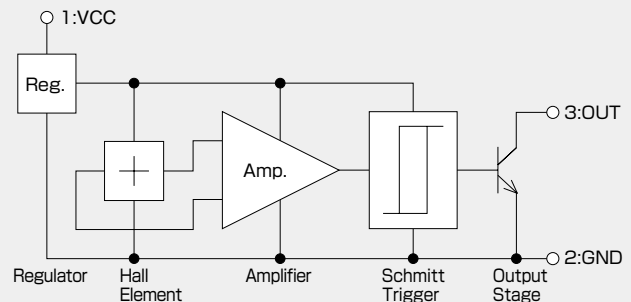 1:VCC
Reg.
3:OUT
Amp.
2:GND
Regulator
Hall
Element
Amplifier
Schmitt
Trigger
Output
Stage